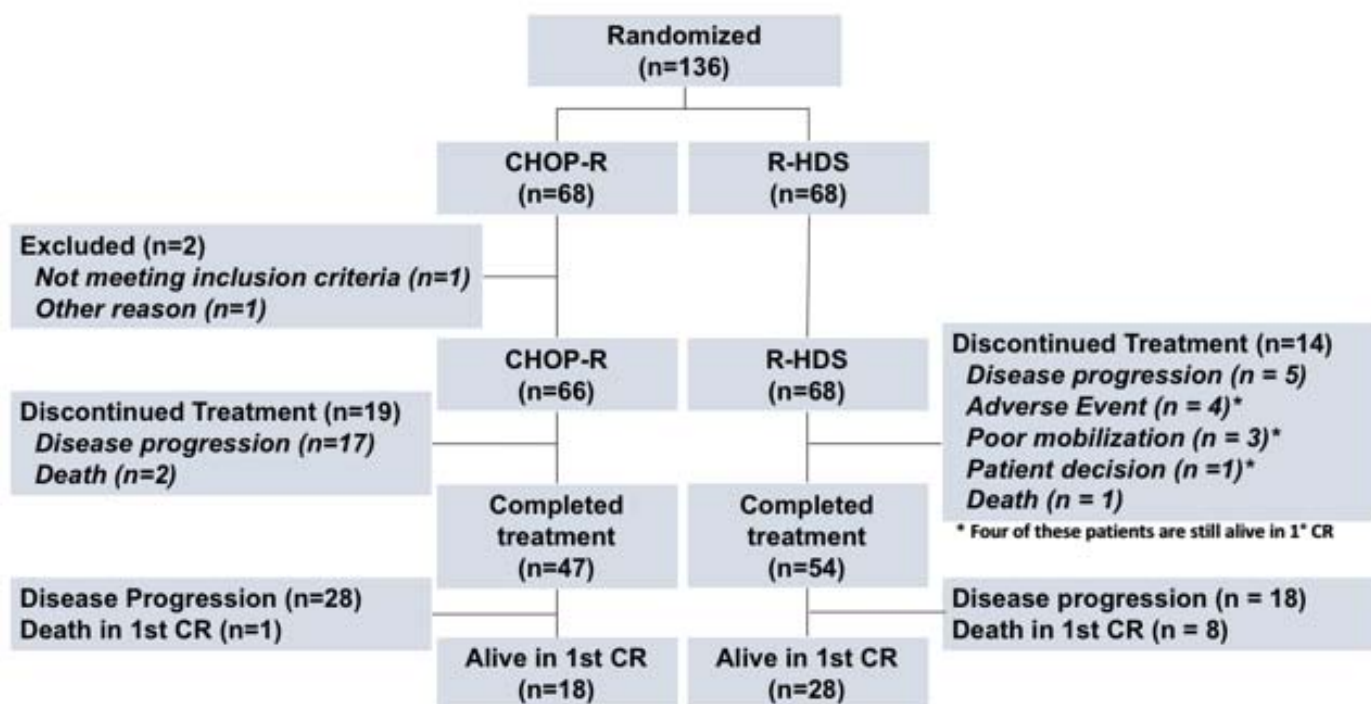 Randomized
(n=136)
CHOP-R
(n=68)
R-HDS
(n=68)
Excluded (n=2)
Not meeting inclusion criteria (n=1)
Other reason (n=1)
CHOP-R
(n=66)
R-HDS
(n=68)
Discontinued Treatment (n=19)
Disease progression (n=17)
Death (n=2)
Discontinued Treatment (n=14)
Disease progression (n = 5)
Adverse Event (n = 4)*
Poor mobilization (n = 3)*
Patient decision (n =1)*
Death (n = 1)
* Four of these patients are still alive in 1° CR
Completed
treatment
(n=47)
Completed
treatment
(n=54)
Disease Progression (n=28)
Death in 1st CR (n=1)
Disease progression (n = 18)
Death in 1st CR (n = 8)
Alive in 1st CR
(n=18)
Alive in 1st CR
(n=28)